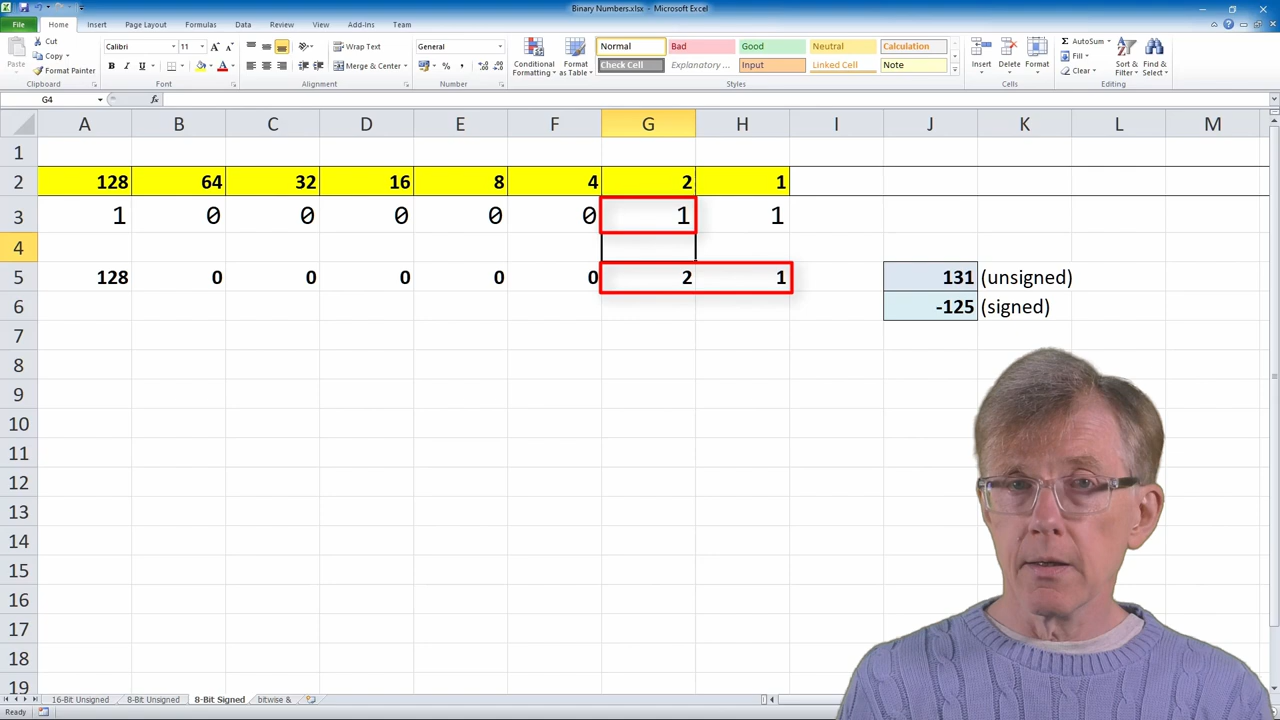 Binary Numbers.xlsx - Microsoft Excel
File Home Insert Page Layout Formulas Data Review View Add-Ins Team
Cut
Copy
Format Painter
Paste
Clipboard
Calibri 11 A A
B I U A
Font
Wrap Text
Merge & Center
Alignment
General
$ % ,
Number
Conditional Formatting
Format as Table
Normal Bad Good Neutral Calculation
Check Cell Explanatory ... Input Linked Cell Note
Styles
Insert Delete Format
Cells
AutoSum
Fill
Clear
Sort & Filter
Find & Select
Editing
G4 fx
A B C D E F G H I J K L M
1
2 128 64 32 16 8 4 2 1
3 1 0 0 0 0 0 1 1
4
5 128 0 0 0 0 0 2 1 131 (unsigned)
6 -125 (signed)
7
8
9
10
11
12
13
14
15
16
17
18
19
16-Bit Unsigned 8-Bit Unsigned 8-Bit Signed bitwise &
Ready